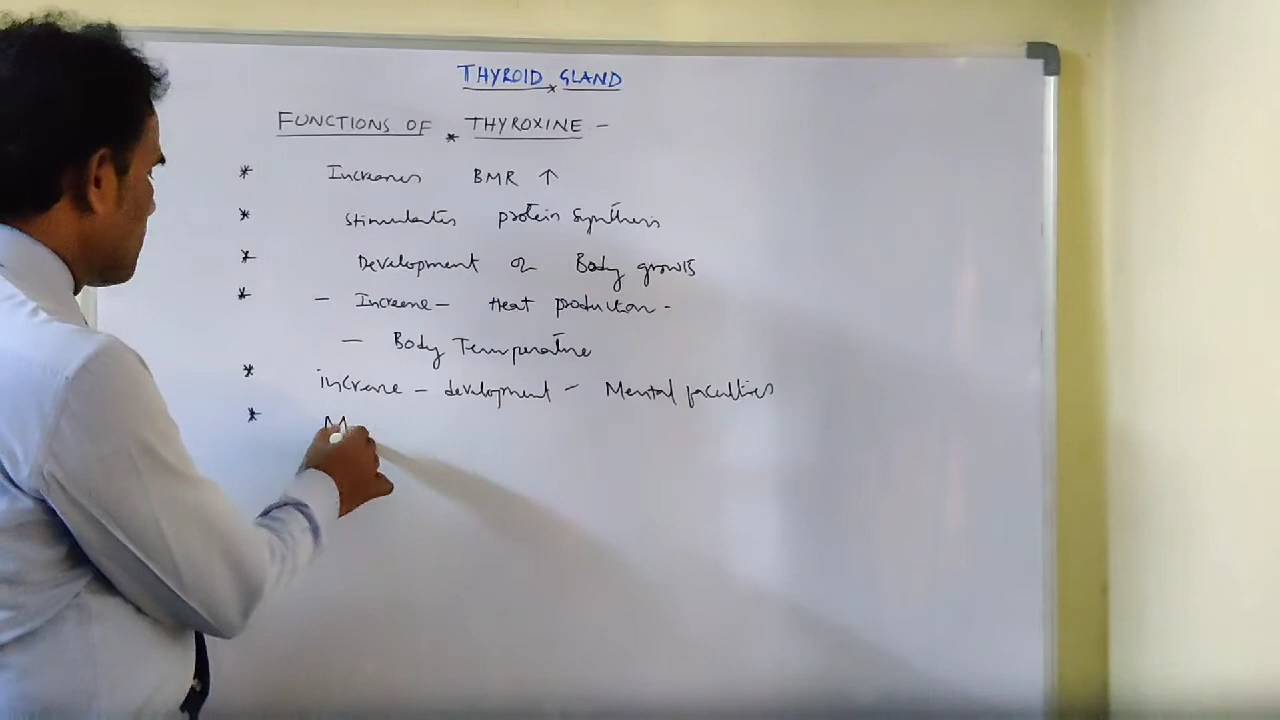 THYROID * GLAND
FUNCTIONS OF * THYROXINE -
* Increases BMR ↑
* Stimulates protein synthesis
* Development of Body growth
* - Increase - Heat production -
- Body Temperature
* increase - development - Mental faculties
* M